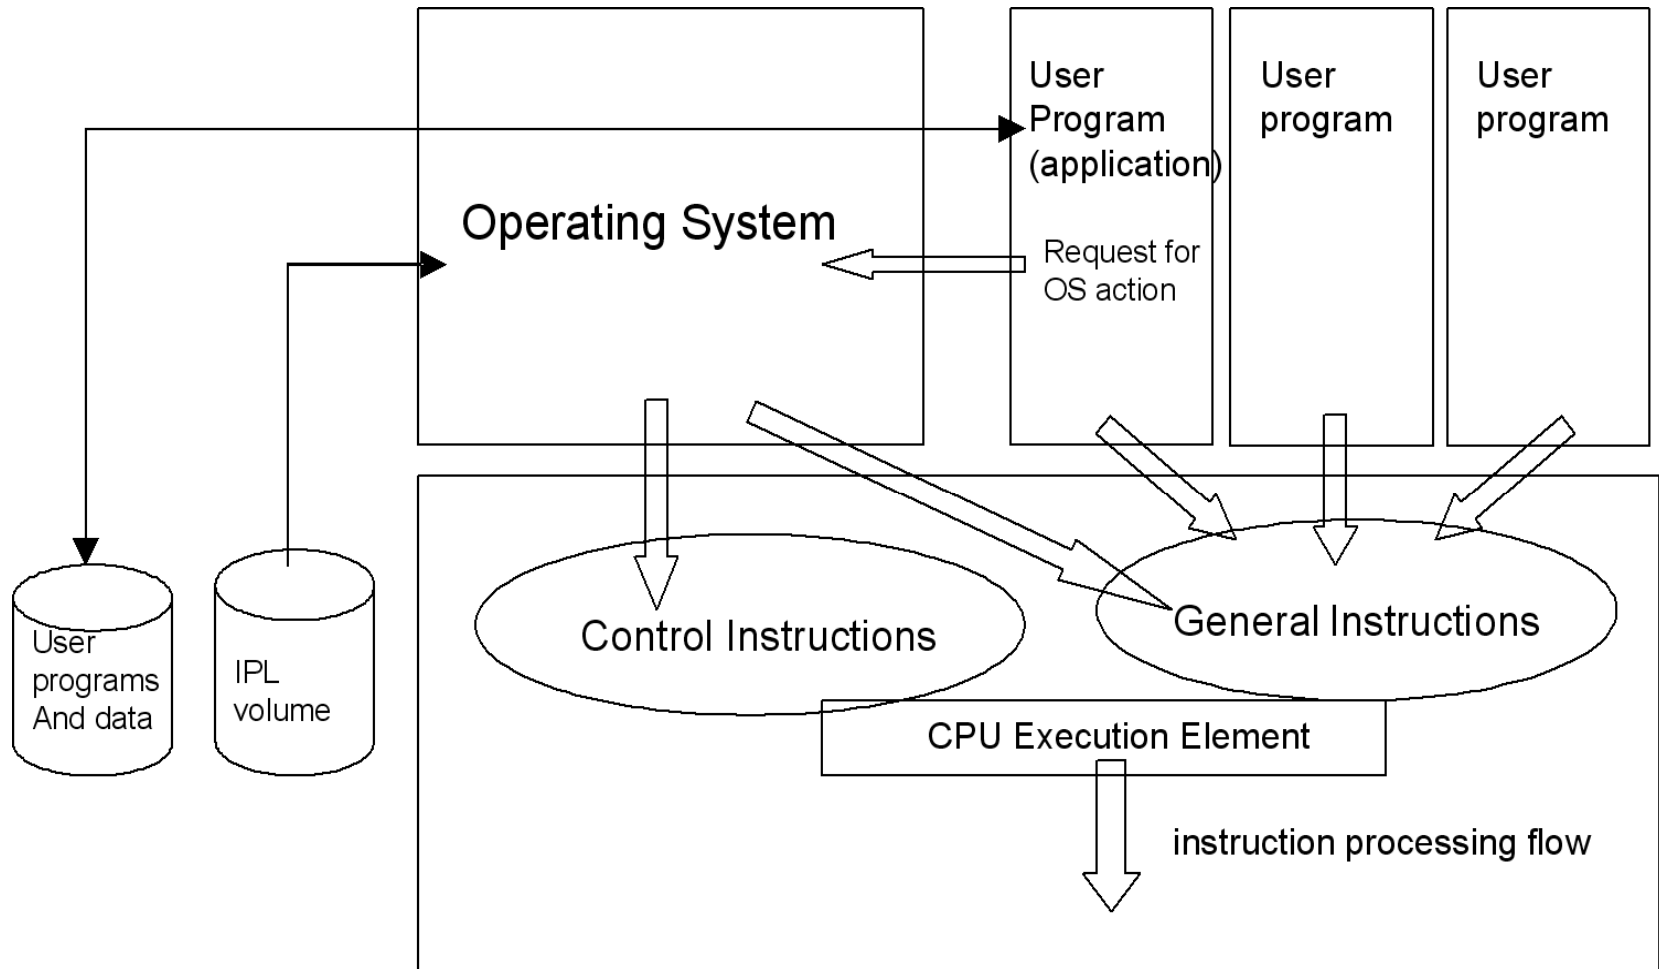 User
Program
(application)
User
program
User
program
Operating System
Request for
OS action
User
programs
And data
IPL
volume
Control Instructions
General Instructions
CPU Execution Element
instruction processing flow